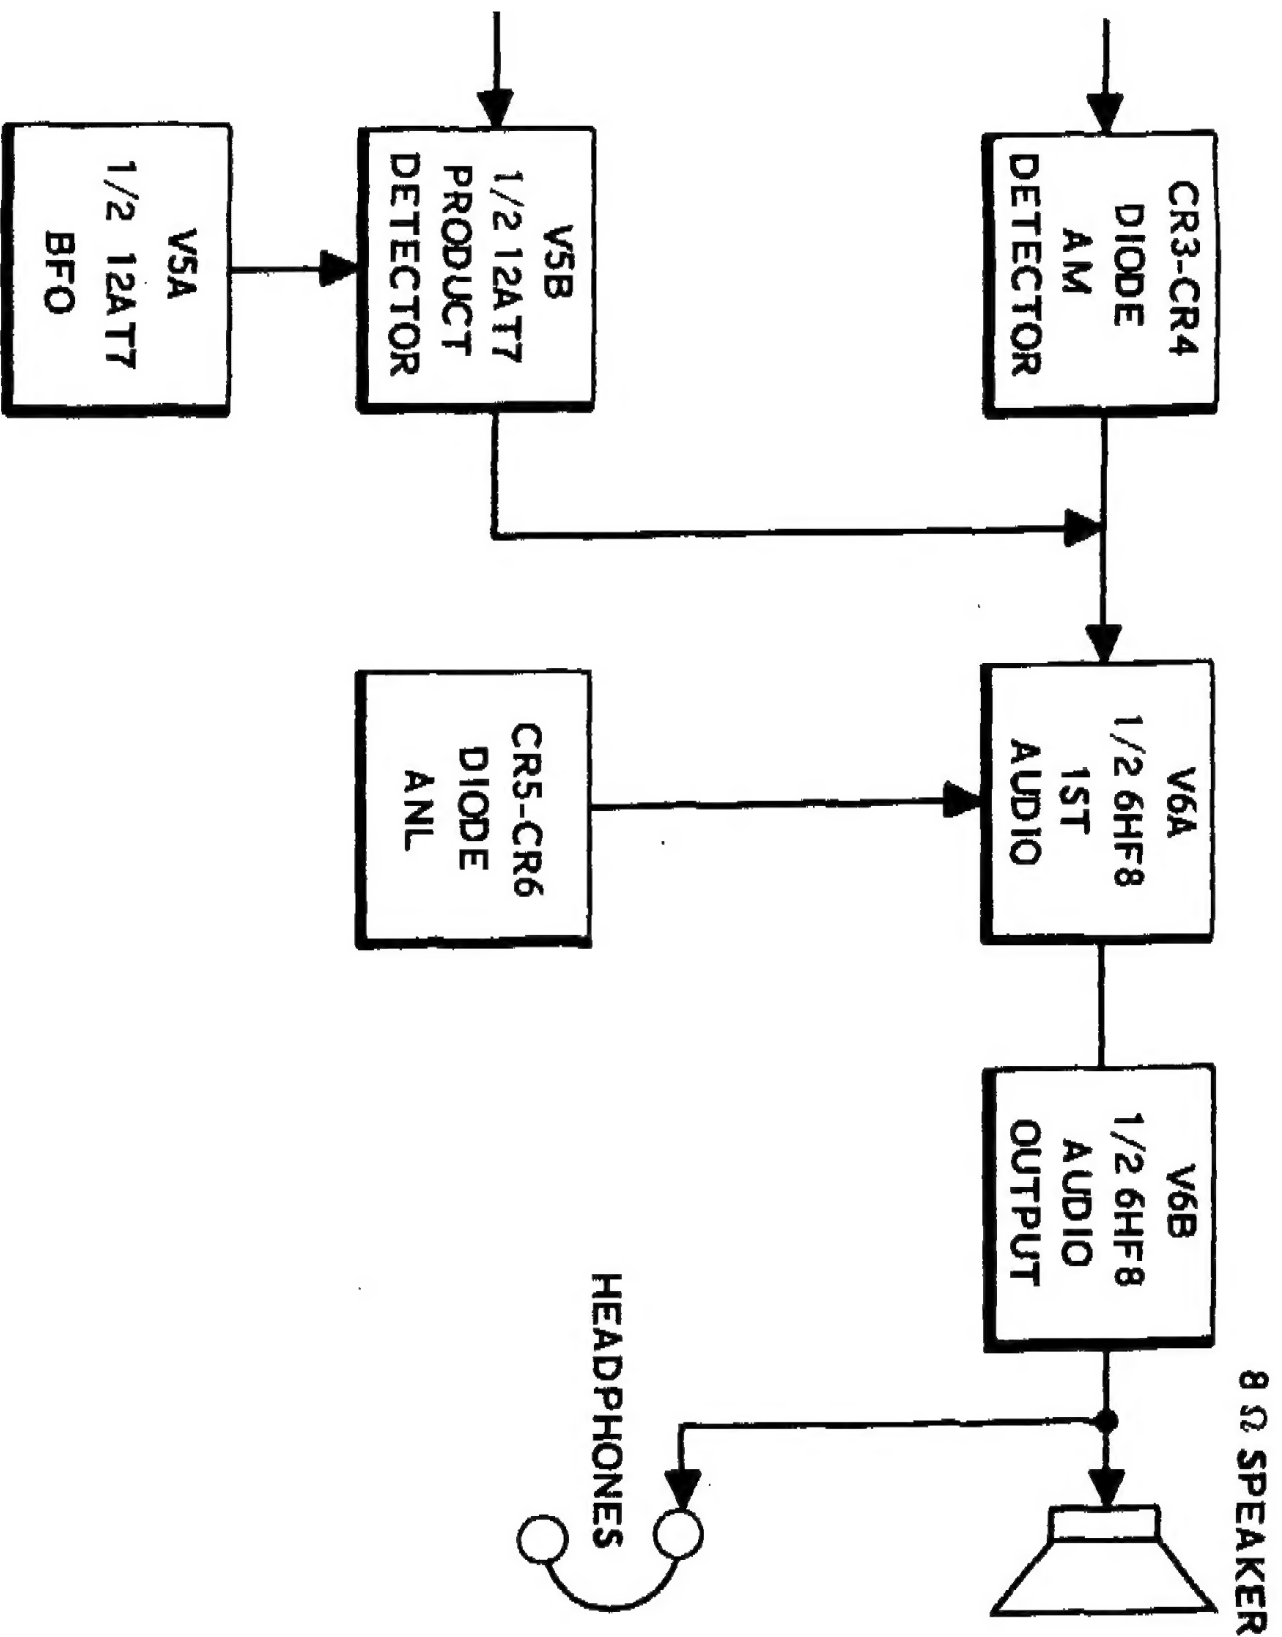 CR3-CR4
DIODE
AM
DETECTOR
V6A
1/2 6HF8
1ST
AUDIO
V6B
1/2 6HF8
AUDIO
OUTPUT
8 Ω SPEAKER
V5B
1/2 12AT7
PRODUCT
DETECTOR
CR5-CR6
DIODE
ANL
HEADPHONES
V5A
1/2 12AT7
BFO